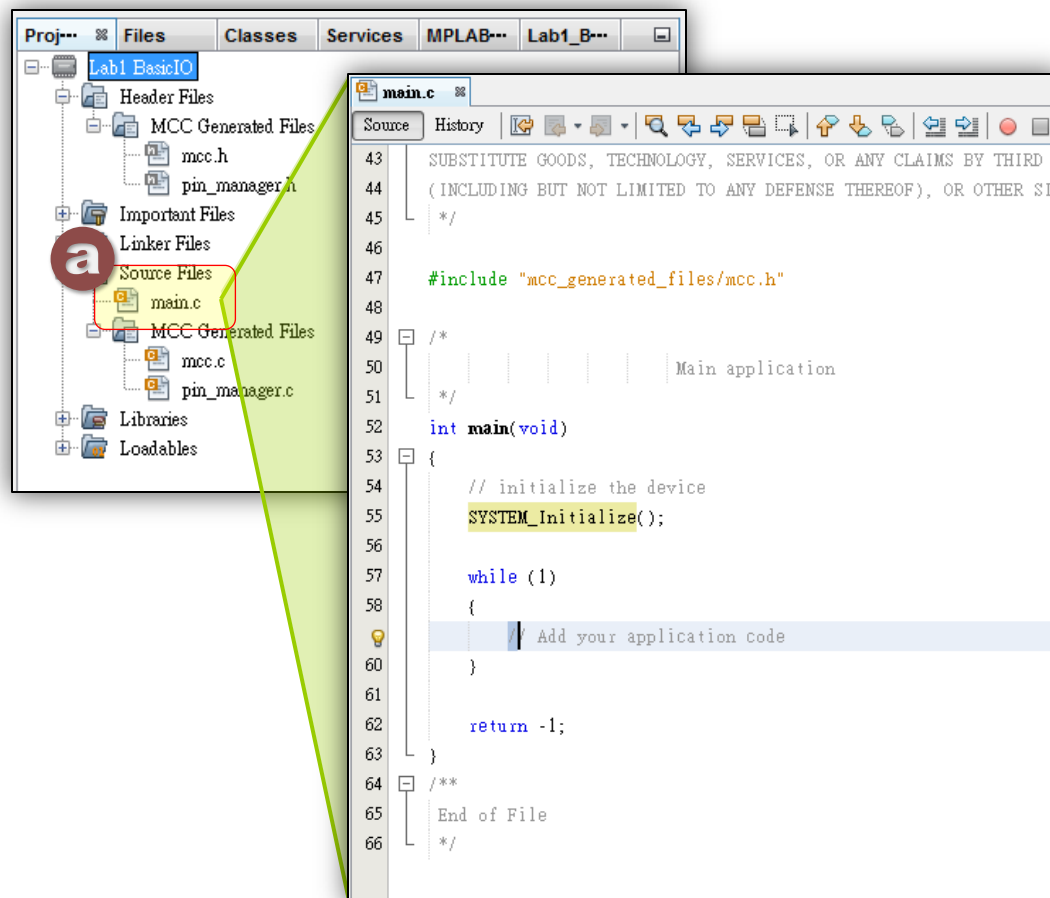 Proj··· Files Classes Services MPLAB··· Lab1_B···
Lab1 BasicIO
Header Files
MCC Generated Files
mcc.h
pin_manager.h
Important Files
Linker Files
a
Source Files
main.c
MCC Generated Files
mcc.c
pin_manager.c
Libraries
Loadables
main.c
Source History
43 SUBSTITUTE GOODS, TECHNOLOGY, SERVICES, OR ANY CLAIMS BY THIRD
44 (INCLUDING BUT NOT LIMITED TO ANY DEFENSE THEREOF), OR OTHER SI
45 */
46
47 #include "mcc_generated_files/mcc.h"
48
49 /*
50 Main application
51 */
52 int main(void)
53 {
54 // initialize the device
55 SYSTEM_Initialize();
56
57 while (1)
58 {
// Add your application code
60 }
61
62 return -1;
63 }
64 /**
65 End of File
66 */